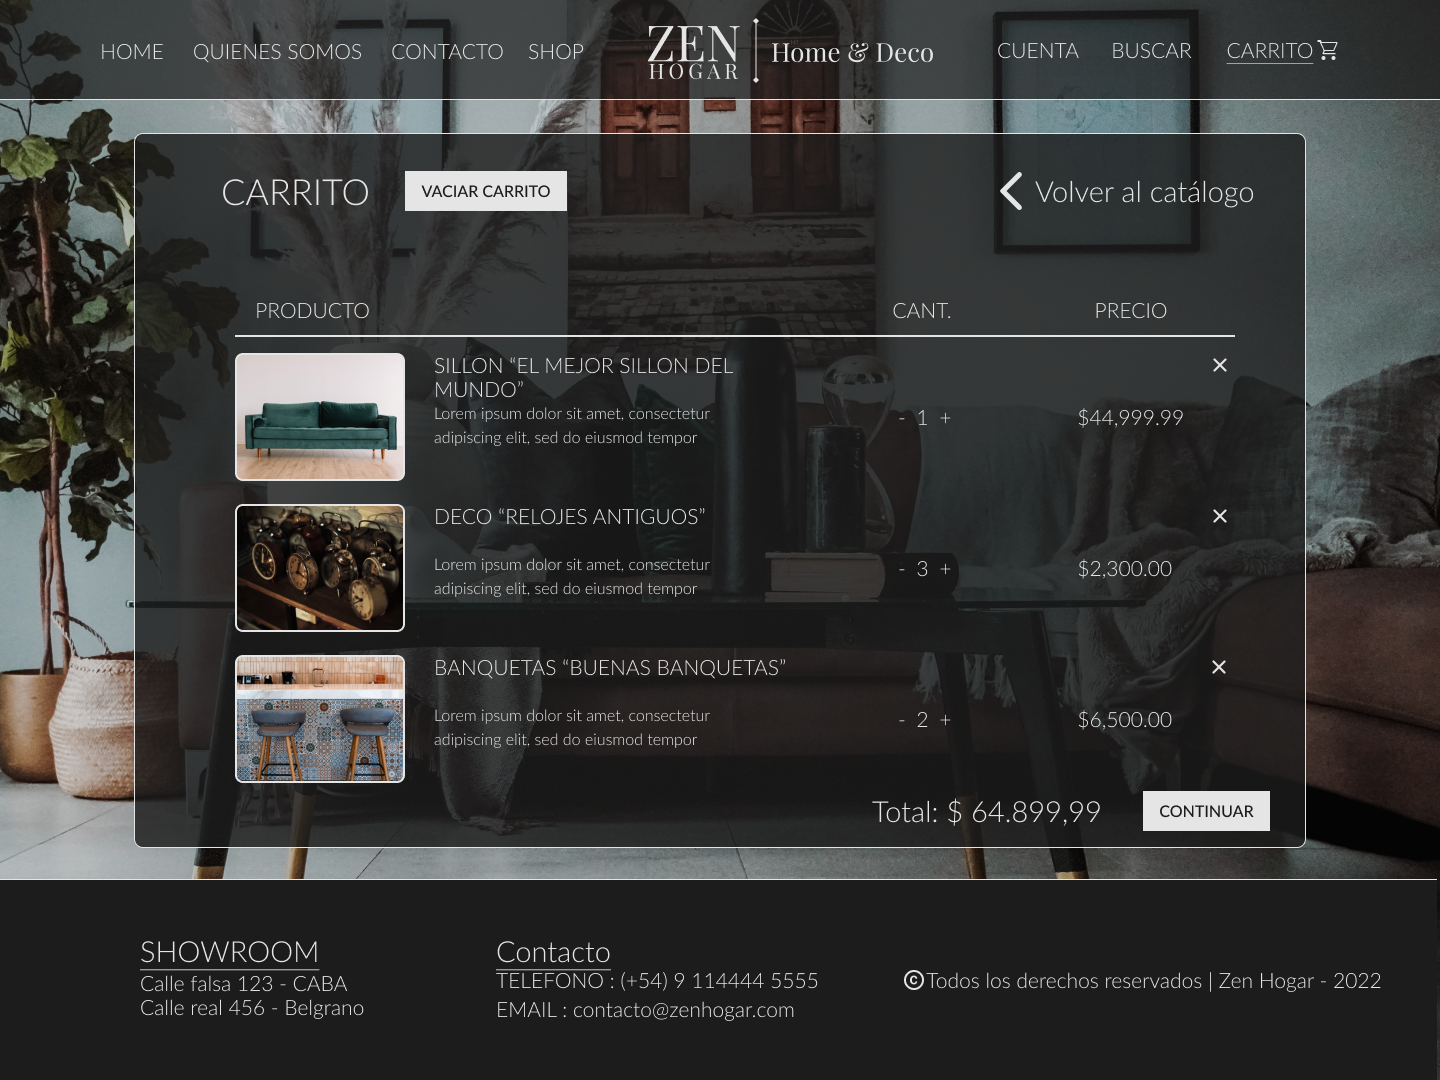 HOME QUIENES SOMOS CONTACTO SHOP
ZEN
HOGAR
Home & Deco
CUENTA BUSCAR CARRITO
CARRITO
VACIAR CARRITO
Volver al catálogo
PRODUCTO CANT. PRECIO
SILLON “EL MEJOR SILLON DEL
MUNDO”
Lorem ipsum dolor sit amet, consectetur
adipiscing elit, sed do eiusmod tempor
- 1 + $44,999.99
DECO “RELOJES ANTIGUOS”
Lorem ipsum dolor sit amet, consectetur
adipiscing elit, sed do eiusmod tempor
- 3 + $2,300.00
BANQUETAS “BUENAS BANQUETAS”
Lorem ipsum dolor sit amet, consectetur
adipiscing elit, sed do eiusmod tempor
- 2 + $6,500.00
Total: $ 64.899,99
CONTINUAR
SHOWROOM
Calle falsa 123 - CABA
Calle real 456 - Belgrano
Contacto
TELEFONO : (+54) 9 114444 5555
EMAIL : contacto@zenhogar.com
©Todos los derechos reservados | Zen Hogar - 2022